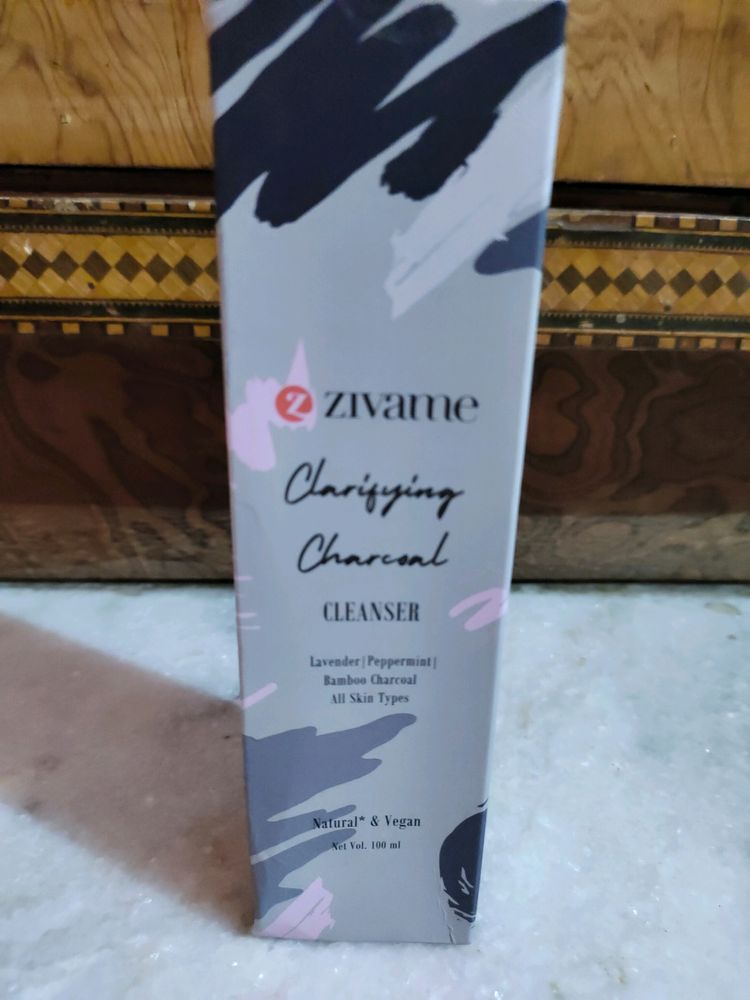 zivame
Clarifying
Charcoal
CLEANSER
Lavender|Peppermint|
Bamboo Charcoal
All Skin Types
Natural* & Vegan
Net Vol. 100 ml